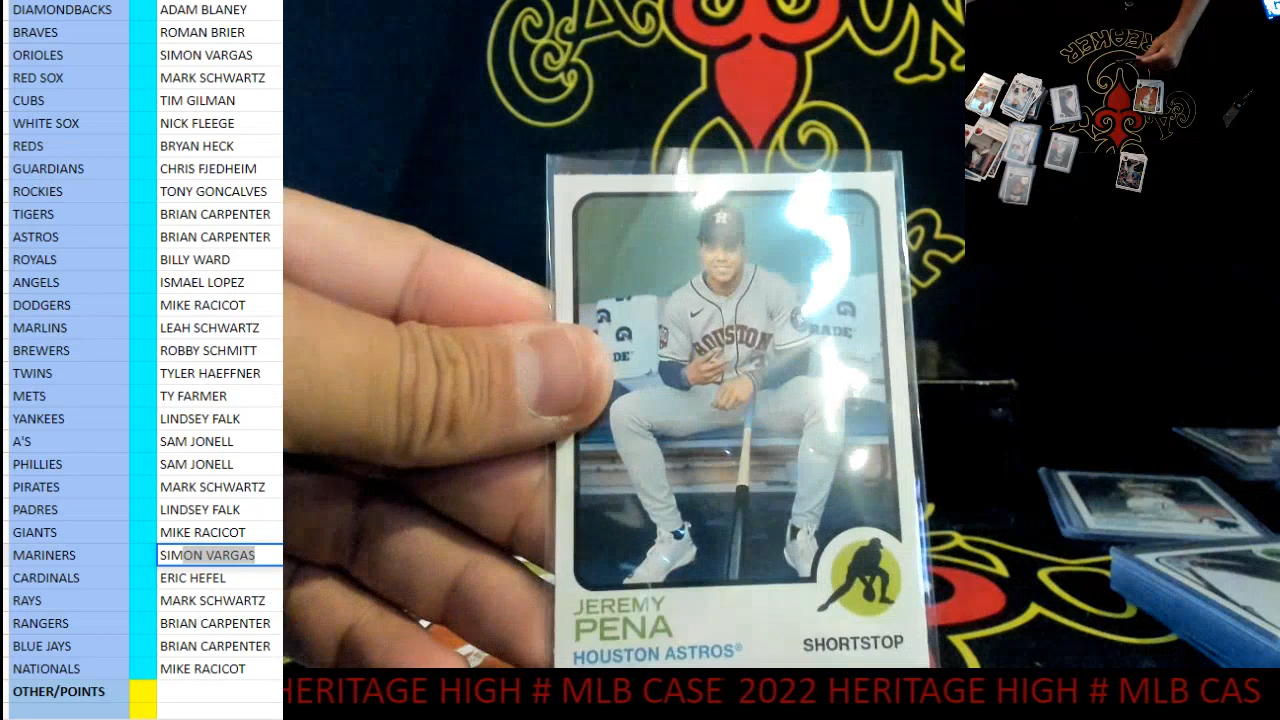 DIAMONDBACKS ADAM BLANEY
BRAVES ROMAN BRIER
ORIOLES SIMON VARGAS
RED SOX MARK SCHWARTZ
CUBS TIM GILMAN
WHITE SOX NICK FLEEGE
REDS BRYAN HECK
GUARDIANS CHRIS FJEDHEIM
ROCKIES TONY GONCALVES
TIGERS BRIAN CARPENTER
ASTROS BRIAN CARPENTER
ROYALS BILLY WARD
ANGELS ISMAEL LOPEZ
DODGERS MIKE RACICOT
MARLINS LEAH SCHWARTZ
BREWERS ROBBY SCHMITT
TWINS TYLER HAEFFNER
METS TY FARMER
YANKEES LINDSEY FALK
A'S SAM JONELL
PHILLIES SAM JONELL
PIRATES MARK SCHWARTZ
PADRES LINDSEY FALK
GIANTS MIKE RACICOT
MARINERS SIMON VARGAS
CARDINALS ERIC HEFEL
RAYS MARK SCHWARTZ
RANGERS BRIAN CARPENTER
BLUE JAYS BRIAN CARPENTER
NATIONALS MIKE RACICOT
OTHER/POINTS
H
HOUSTON
3
RADE
DE
JEREMY
PENA
HOUSTON ASTROS®
SHORTSTOP
BREAKER
HERITAGE HIGH # MLB CASE 2022 HERITAGE HIGH # MLB CAS